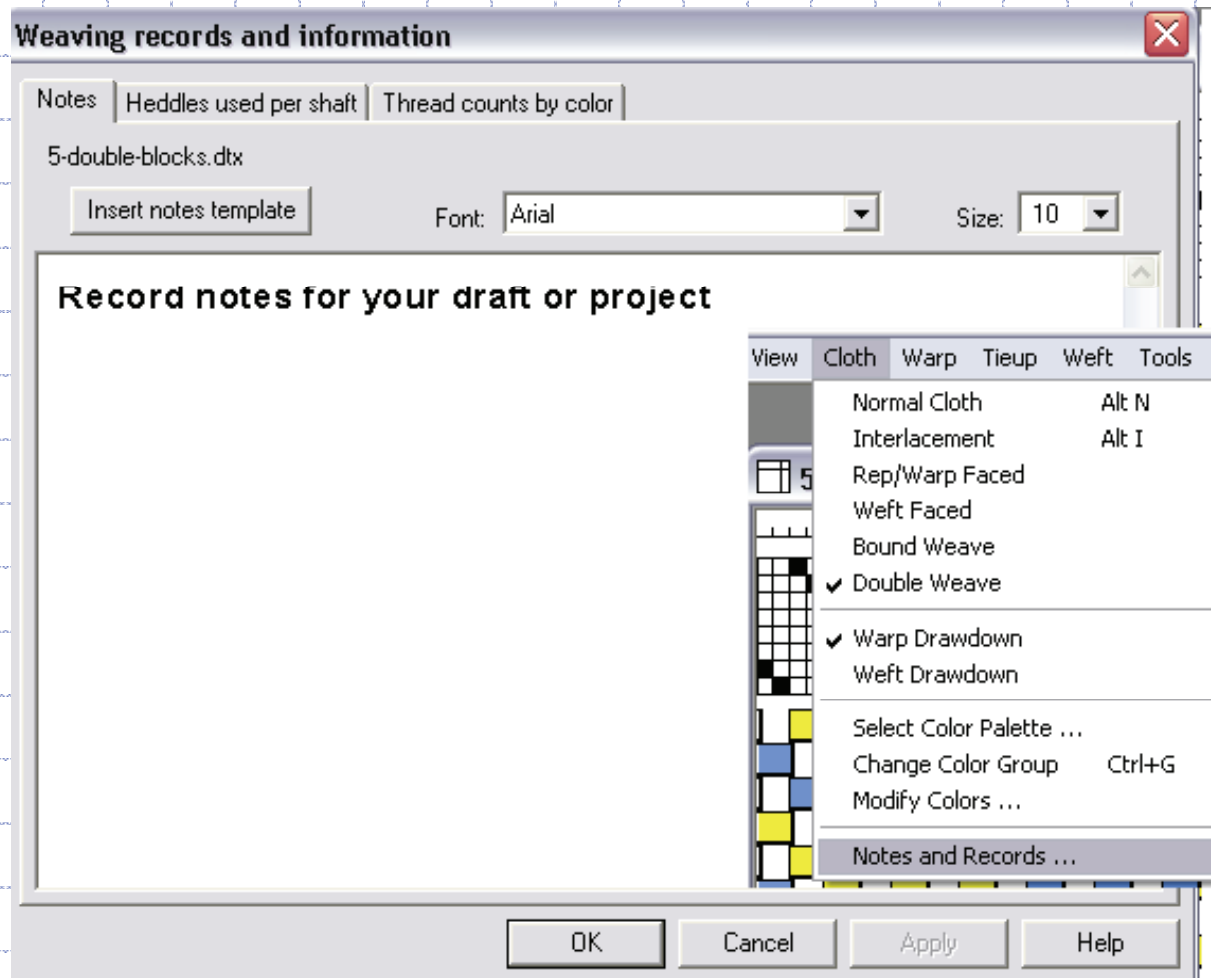 Weaving records and information
Notes Heddles used per shaft Thread counts by color
5-double-blocks.dtx
Insert notes template Font: Arial Size: 10
Record notes for your draft or project
View Cloth Warp Tieup Weft Tools
Normal Cloth Alt N
Interlacement Alt I
Rep/Warp Faced
5
Weft Faced
Bound Weave
Double Weave
Warp Drawdown
Weft Drawdown
Select Color Palette ...
Change Color Group Ctrl+G
Modify Colors ...
Notes and Records ...
OK Cancel Apply Help